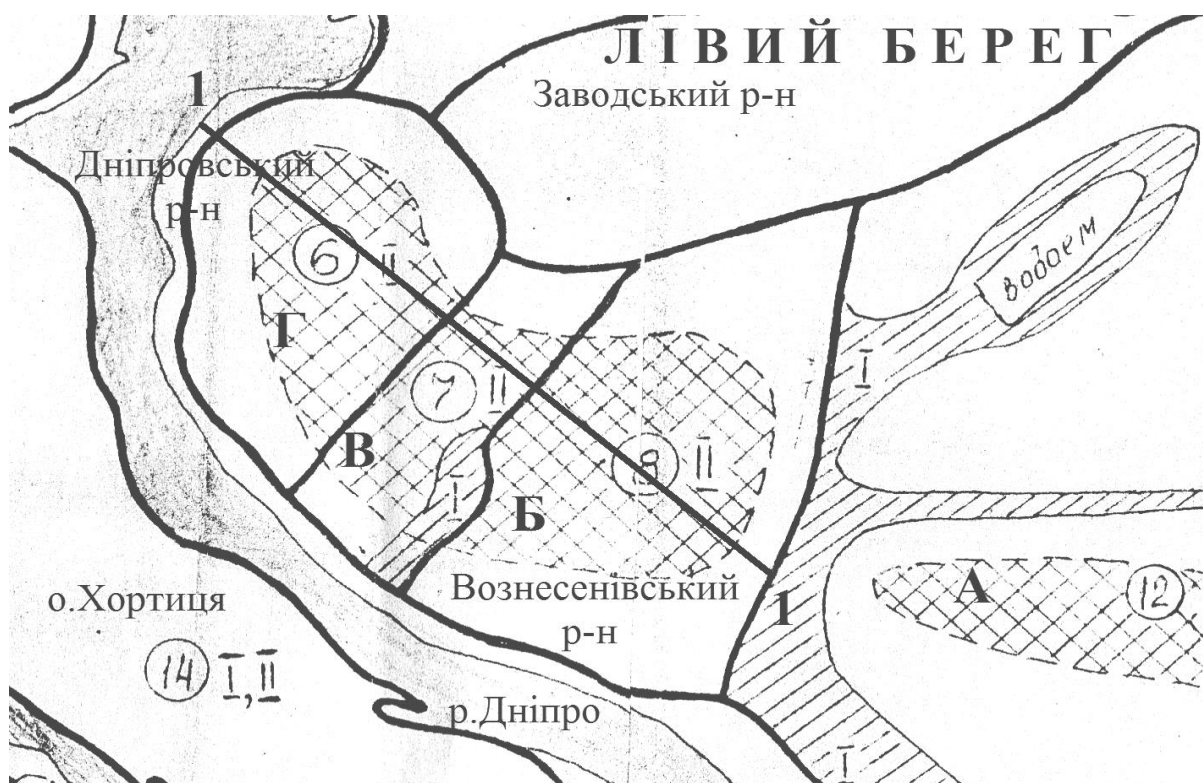 ЛІВИЙ БЕРЕГ
Заводський р-н
1
Дніпровський
р-н
6 II
Г
водоем
I
7 II
В
I
8 II
Б
А
12
Вознесенівський
р-н
1
о.Хортиця
14 I, II
р.Дніпро
I